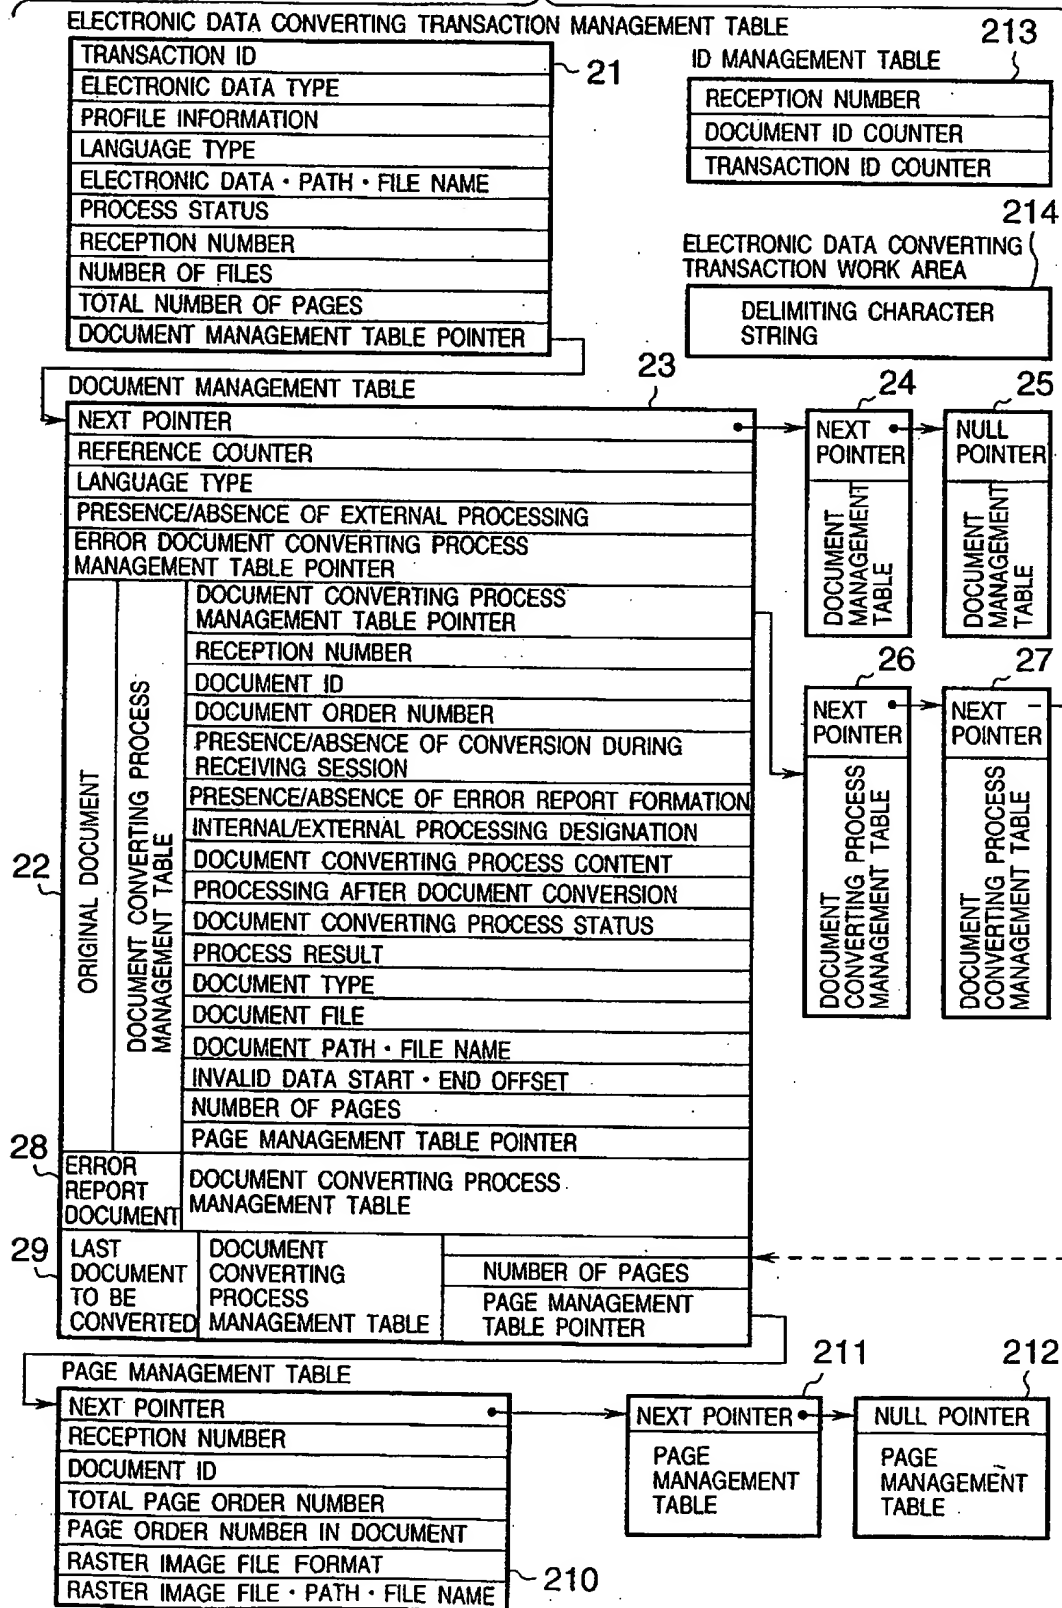 ELECTRONIC DATA CONVERTING TRANSACTION MANAGEMENT TABLE
TRANSACTION ID
ELECTRONIC DATA TYPE
PROFILE INFORMATION
LANGUAGE TYPE
ELECTRONIC DATA・PATH・FILE NAME
PROCESS STATUS
RECEPTION NUMBER
NUMBER OF FILES
TOTAL NUMBER OF PAGES
DOCUMENT MANAGEMENT TABLE POINTER
21
213
ID MANAGEMENT TABLE
RECEPTION NUMBER
DOCUMENT ID COUNTER
TRANSACTION ID COUNTER
214
ELECTRONIC DATA CONVERTING
TRANSACTION WORK AREA
DELIMITING CHARACTER
STRING
DOCUMENT MANAGEMENT TABLE
23
NEXT POINTER
REFERENCE COUNTER
LANGUAGE TYPE
PRESENCE/ABSENCE OF EXTERNAL PROCESSING
ERROR DOCUMENT CONVERTING PROCESS
MANAGEMENT TABLE POINTER
22
ORIGINAL DOCUMENT
DOCUMENT CONVERTING PROCESS
MANAGEMENT TABLE
DOCUMENT CONVERTING PROCESS
MANAGEMENT TABLE POINTER
RECEPTION NUMBER
DOCUMENT ID
DOCUMENT ORDER NUMBER
PRESENCE/ABSENCE OF CONVERSION DURING
RECEIVING SESSION
PRESENCE/ABSENCE OF ERROR REPORT FORMATION
INTERNAL/EXTERNAL PROCESSING DESIGNATION
DOCUMENT CONVERTING PROCESS CONTENT
PROCESSING AFTER DOCUMENT CONVERSION
DOCUMENT CONVERTING PROCESS STATUS
PROCESS RESULT
DOCUMENT TYPE
DOCUMENT FILE
DOCUMENT PATH・FILE NAME
INVALID DATA START・END OFFSET
NUMBER OF PAGES
PAGE MANAGEMENT TABLE POINTER
28
ERROR
REPORT
DOCUMENT
DOCUMENT CONVERTING PROCESS
MANAGEMENT TABLE
29
LAST
DOCUMENT
TO BE
CONVERTED
DOCUMENT
CONVERTING
PROCESS
MANAGEMENT TABLE
NUMBER OF PAGES
PAGE MANAGEMENT
TABLE POINTER
24
NEXT
POINTER
DOCUMENT
MANAGEMENT
TABLE
25
NULL
POINTER
DOCUMENT
MANAGEMENT
TABLE
26
NEXT
POINTER
DOCUMENT
CONVERTING PROCESS
MANAGEMENT TABLE
27
NEXT
POINTER
DOCUMENT
CONVERTING PROCESS
MANAGEMENT TABLE
PAGE MANAGEMENT TABLE
NEXT POINTER
RECEPTION NUMBER
DOCUMENT ID
TOTAL PAGE ORDER NUMBER
PAGE ORDER NUMBER IN DOCUMENT
RASTER IMAGE FILE FORMAT
RASTER IMAGE FILE・PATH・FILE NAME
210
211
NEXT POINTER
PAGE
MANAGEMENT
TABLE
212
NULL POINTER
PAGE
MANAGEMENT
TABLE